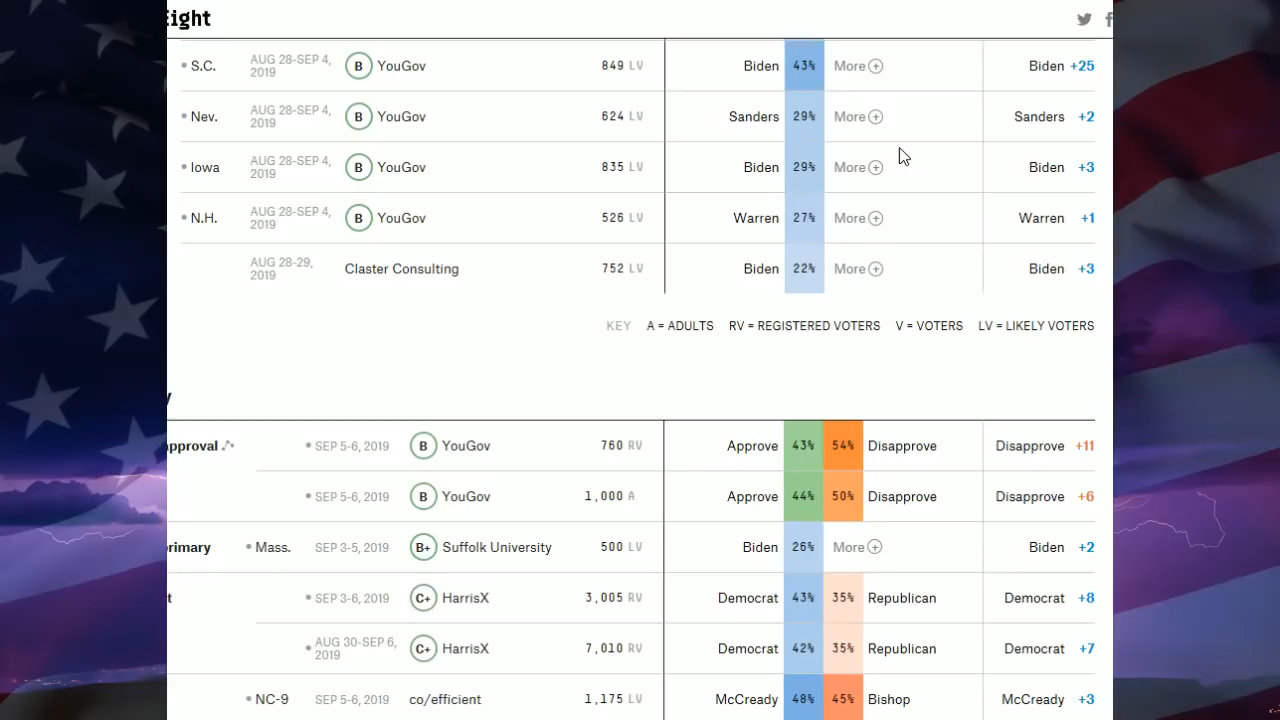 Eight
S.C. AUG 28-SEP 4, 2019 B YouGov 849 LV Biden 43% More Biden +25
Nev. AUG 28-SEP 4, 2019 B YouGov 624 LV Sanders 29% More Sanders +2
Iowa AUG 28-SEP 4, 2019 B YouGov 835 LV Biden 29% More Biden +3
N.H. AUG 28-SEP 4, 2019 B YouGov 526 LV Warren 27% More Warren +1
AUG 28-29, 2019 Claster Consulting 752 LV Biden 22% More Biden +3
KEY A = ADULTS RV = REGISTERED VOTERS V = VOTERS LV = LIKELY VOTERS
approval SEP 5-6, 2019 B YouGov 760 RV Approve 43% 54% Disapprove Disapprove +11
SEP 5-6, 2019 B YouGov 1,000 A Approve 44% 50% Disapprove Disapprove +6
primary Mass. SEP 3-5, 2019 B+ Suffolk University 500 LV Biden 26% More Biden +2
t SEP 3-6, 2019 C+ HarrisX 3,005 RV Democrat 43% 35% Republican Democrat +8
AUG 30-SEP 6, 2019 C+ HarrisX 7,010 RV Democrat 42% 35% Republican Democrat +7
NC-9 SEP 5-6, 2019 co/efficient 1,175 LV McCready 48% 45% Bishop McCready +3